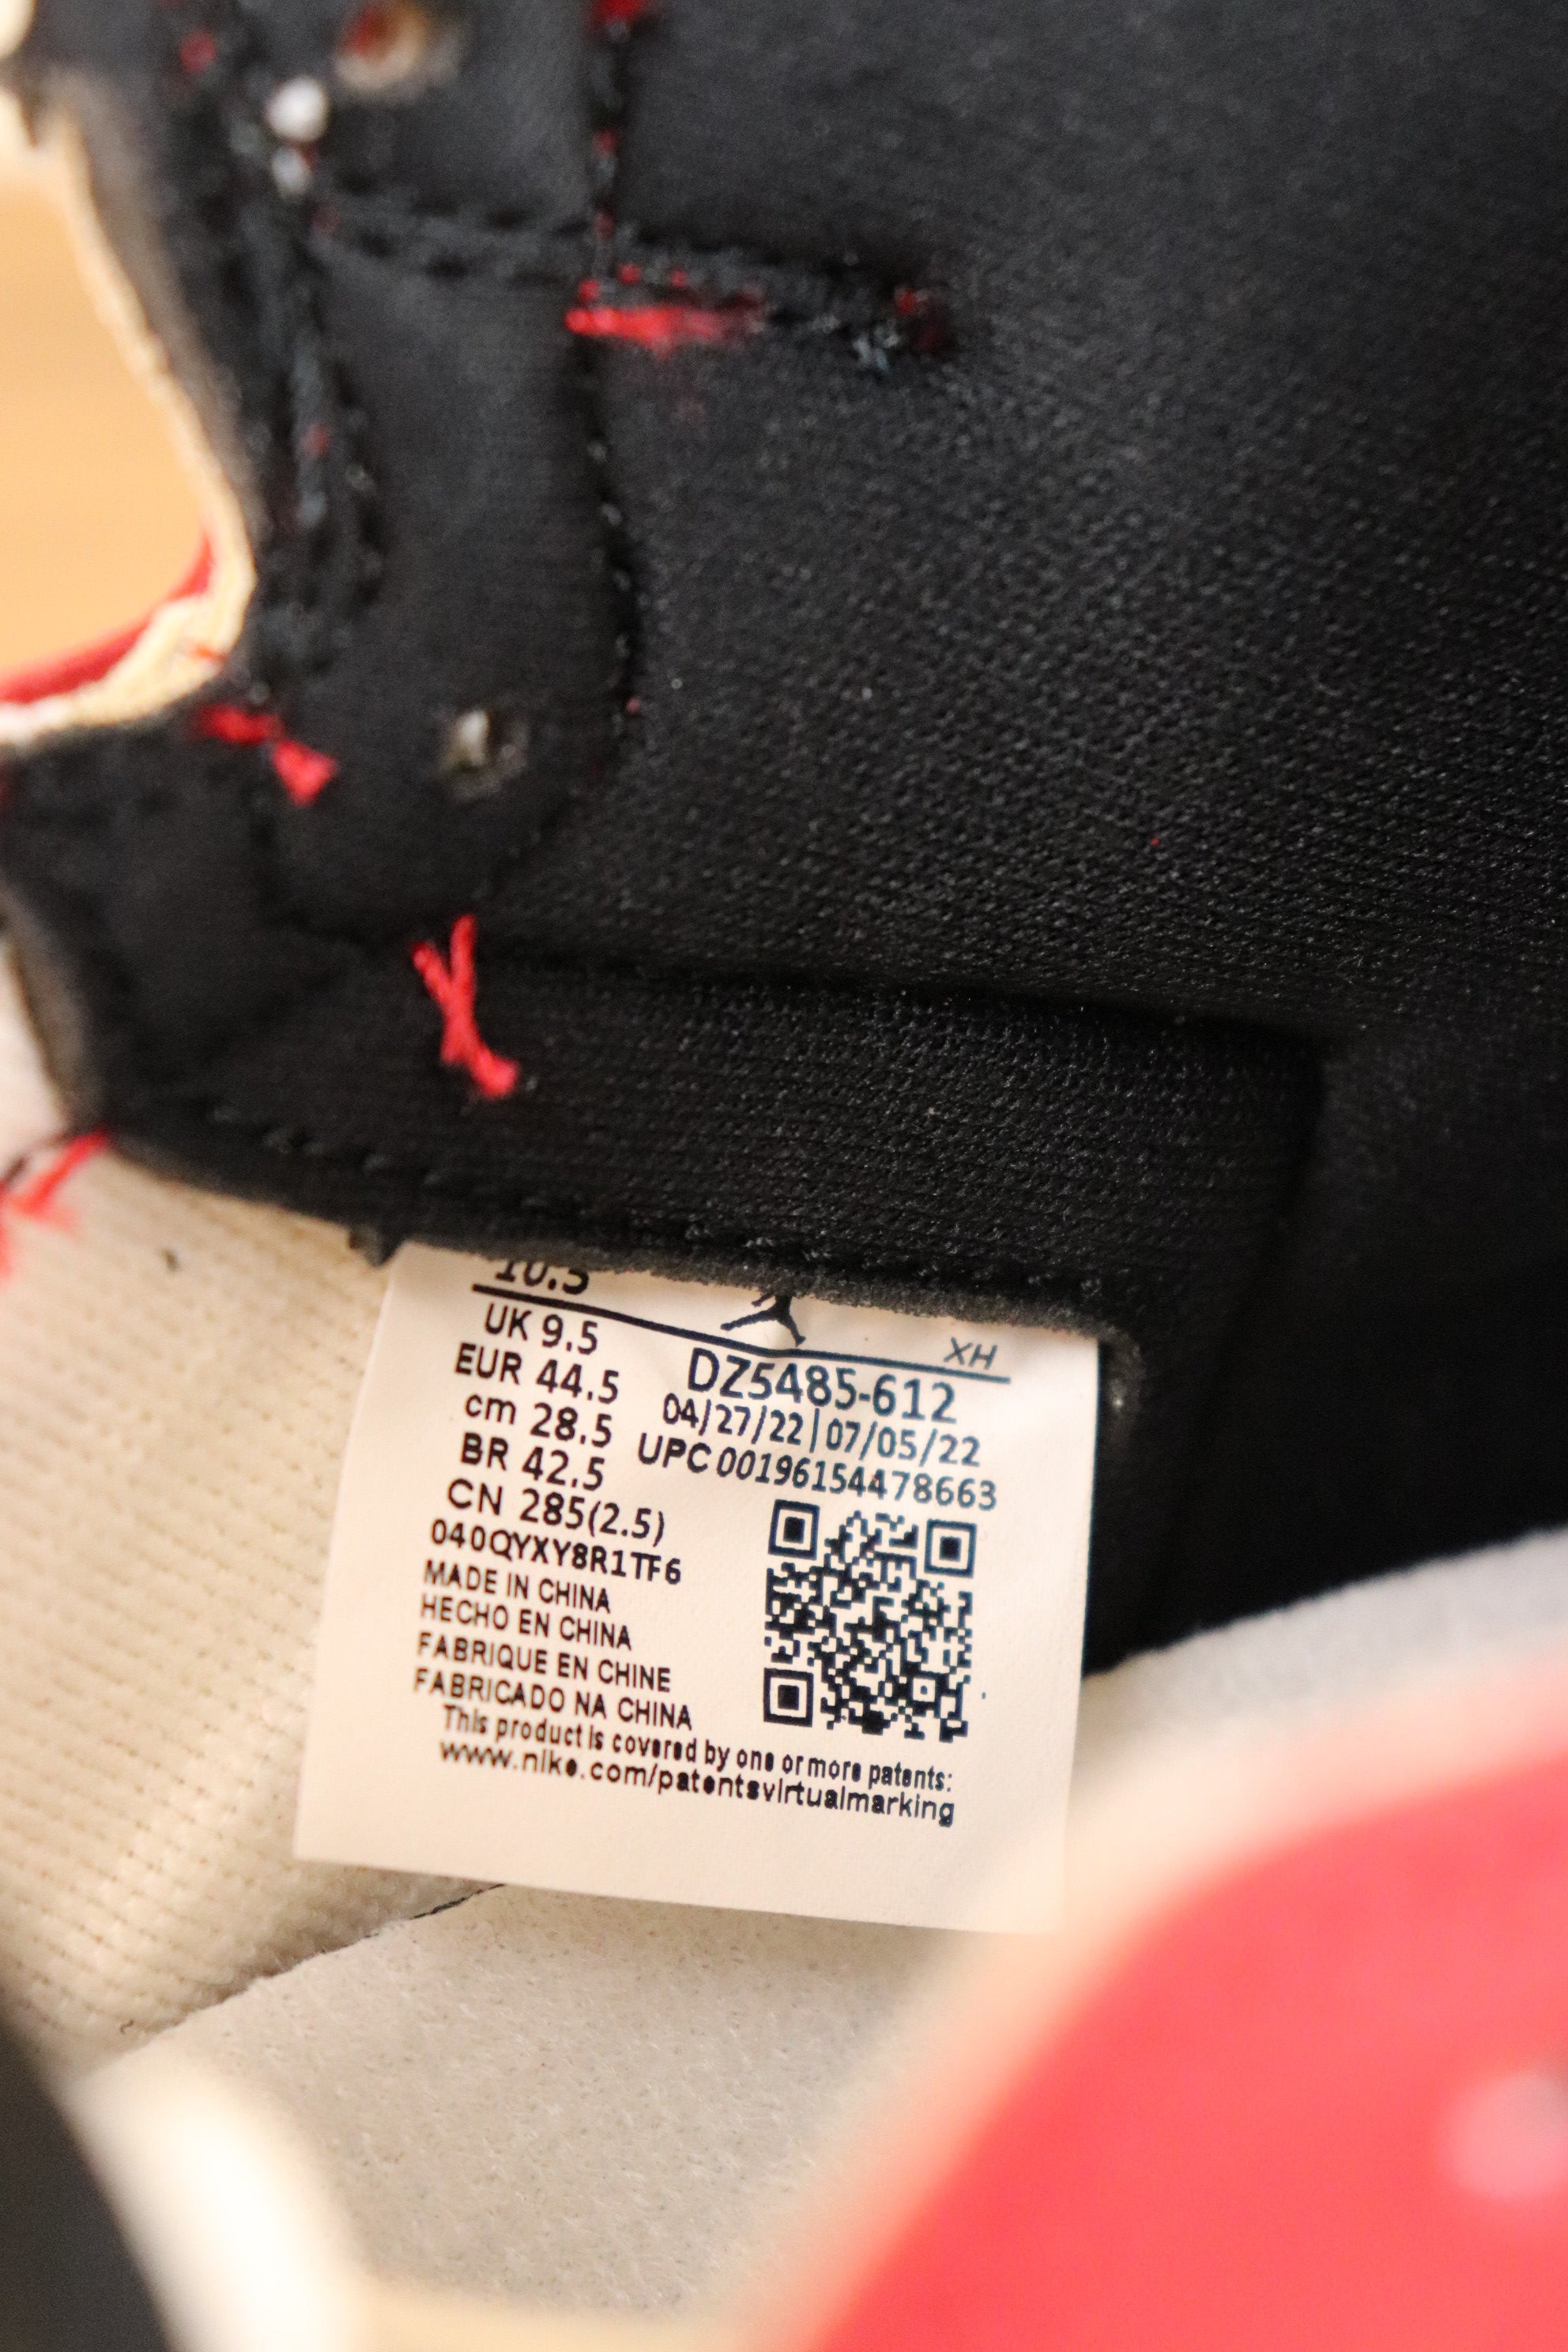 10.5
XH
UK 9.5
EUR 44.5
cm 28.5
BR 42.5
CN 285(2.5)
040QYXY8R1TF6
MADE IN CHINA
HECHO EN CHINA
FABRIQUE EN CHINE
FABRICADO NA CHINA
DZ5485-612
04/27/22|07/05/22
UPC 00196154478663
This product is covered by one or more patents:
www.nike.com/patentsvirtualmarking